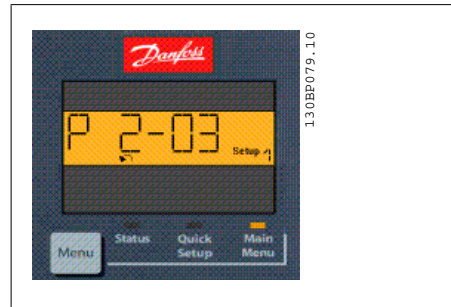 Danfoss
P 2-03
Setup 1
Status Quick Setup Main Menu
Menu
130BP079.10